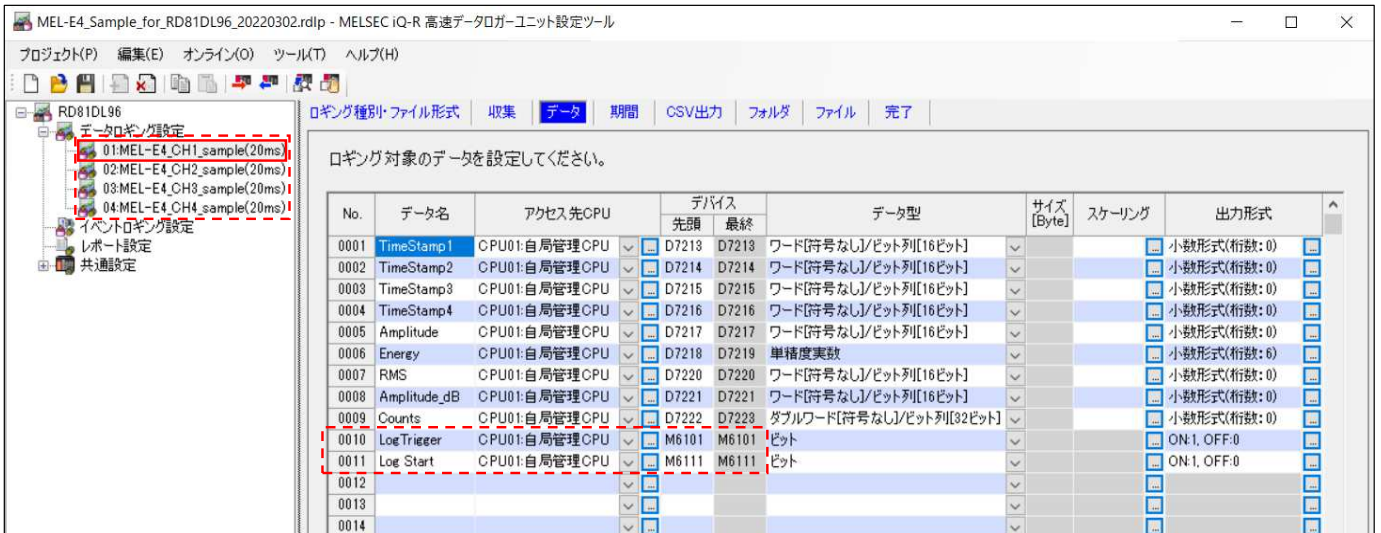 MEL-E4_Sample_for_RD81DL96_20220302.rdlp - MELSEC iQ-R 高速データロガーユニット設定ツール
プロジェクト(P) 編集(E) オンライン(O) ツール(T) ヘルプ(H)
RD81DL96
データロギング設定
01:MEL-E4_CH1_sample(20ms)
02:MEL-E4_CH2_sample(20ms)
03:MEL-E4_CH3_sample(20ms)
04:MEL-E4_CH4_sample(20ms)
イベントロギング設定
レポート設定
共通設定
ロギング種別・ファイル形式 収集 データ 期間 CSV出力 フォルダ ファイル 完了
ロギング対象のデータを設定してください。
No. データ名 アクセス先CPU デバイス 先頭 最終 データ型 サイズ[Byte] スケーリング 出力形式
0001 TimeStamp1 CPU01:自局管理CPU ... D7213 D7213 ワード[符号なし]/ビット列[16ビット] ... 小数形式(桁数:0) ...
0002 TimeStamp2 CPU01:自局管理CPU ... D7214 D7214 ワード[符号なし]/ビット列[16ビット] ... 小数形式(桁数:0) ...
0003 TimeStamp3 CPU01:自局管理CPU ... D7215 D7215 ワード[符号なし]/ビット列[16ビット] ... 小数形式(桁数:0) ...
0004 TimeStamp4 CPU01:自局管理CPU ... D7216 D7216 ワード[符号なし]/ビット列[16ビット] ... 小数形式(桁数:0) ...
0005 Amplitude CPU01:自局管理CPU ... D7217 D7217 ワード[符号なし]/ビット列[16ビット] ... 小数形式(桁数:0) ...
0006 Energy CPU01:自局管理CPU ... D7218 D7219 単精度実数 ... 小数形式(桁数:6) ...
0007 RMS CPU01:自局管理CPU ... D7220 D7220 ワード[符号なし]/ビット列[16ビット] ... 小数形式(桁数:0) ...
0008 Amplitude_dB CPU01:自局管理CPU ... D7221 D7221 ワード[符号なし]/ビット列[16ビット] ... 小数形式(桁数:0) ...
0009 Counts CPU01:自局管理CPU ... D7222 D7223 ダブルワード[符号なし]/ビット列[32ビット] ... 小数形式(桁数:0) ...
0010 LogTrigger CPU01:自局管理CPU ... M6101 M6101 ビット ... ON:1, OFF:0 ...
0011 Log Start CPU01:自局管理CPU ... M6111 M6111 ビット ... ON:1, OFF:0 ...
0012 ... ... ...
0013 ... ... ...
0014 ... ... ...